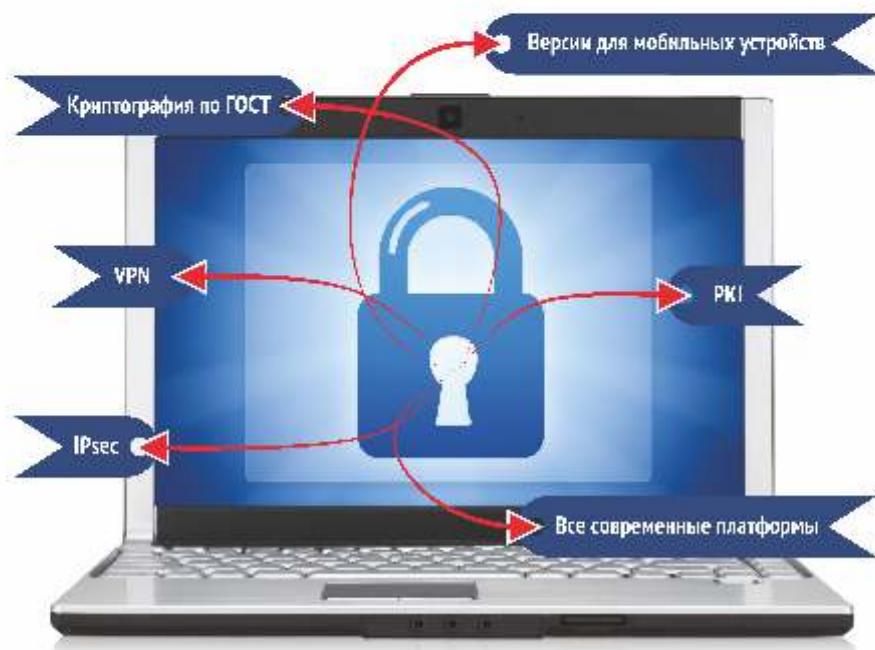 Версии для мобильных устройств
Криптография по ГОСТ
VPN
PKI
IPsec
Все современные платформы